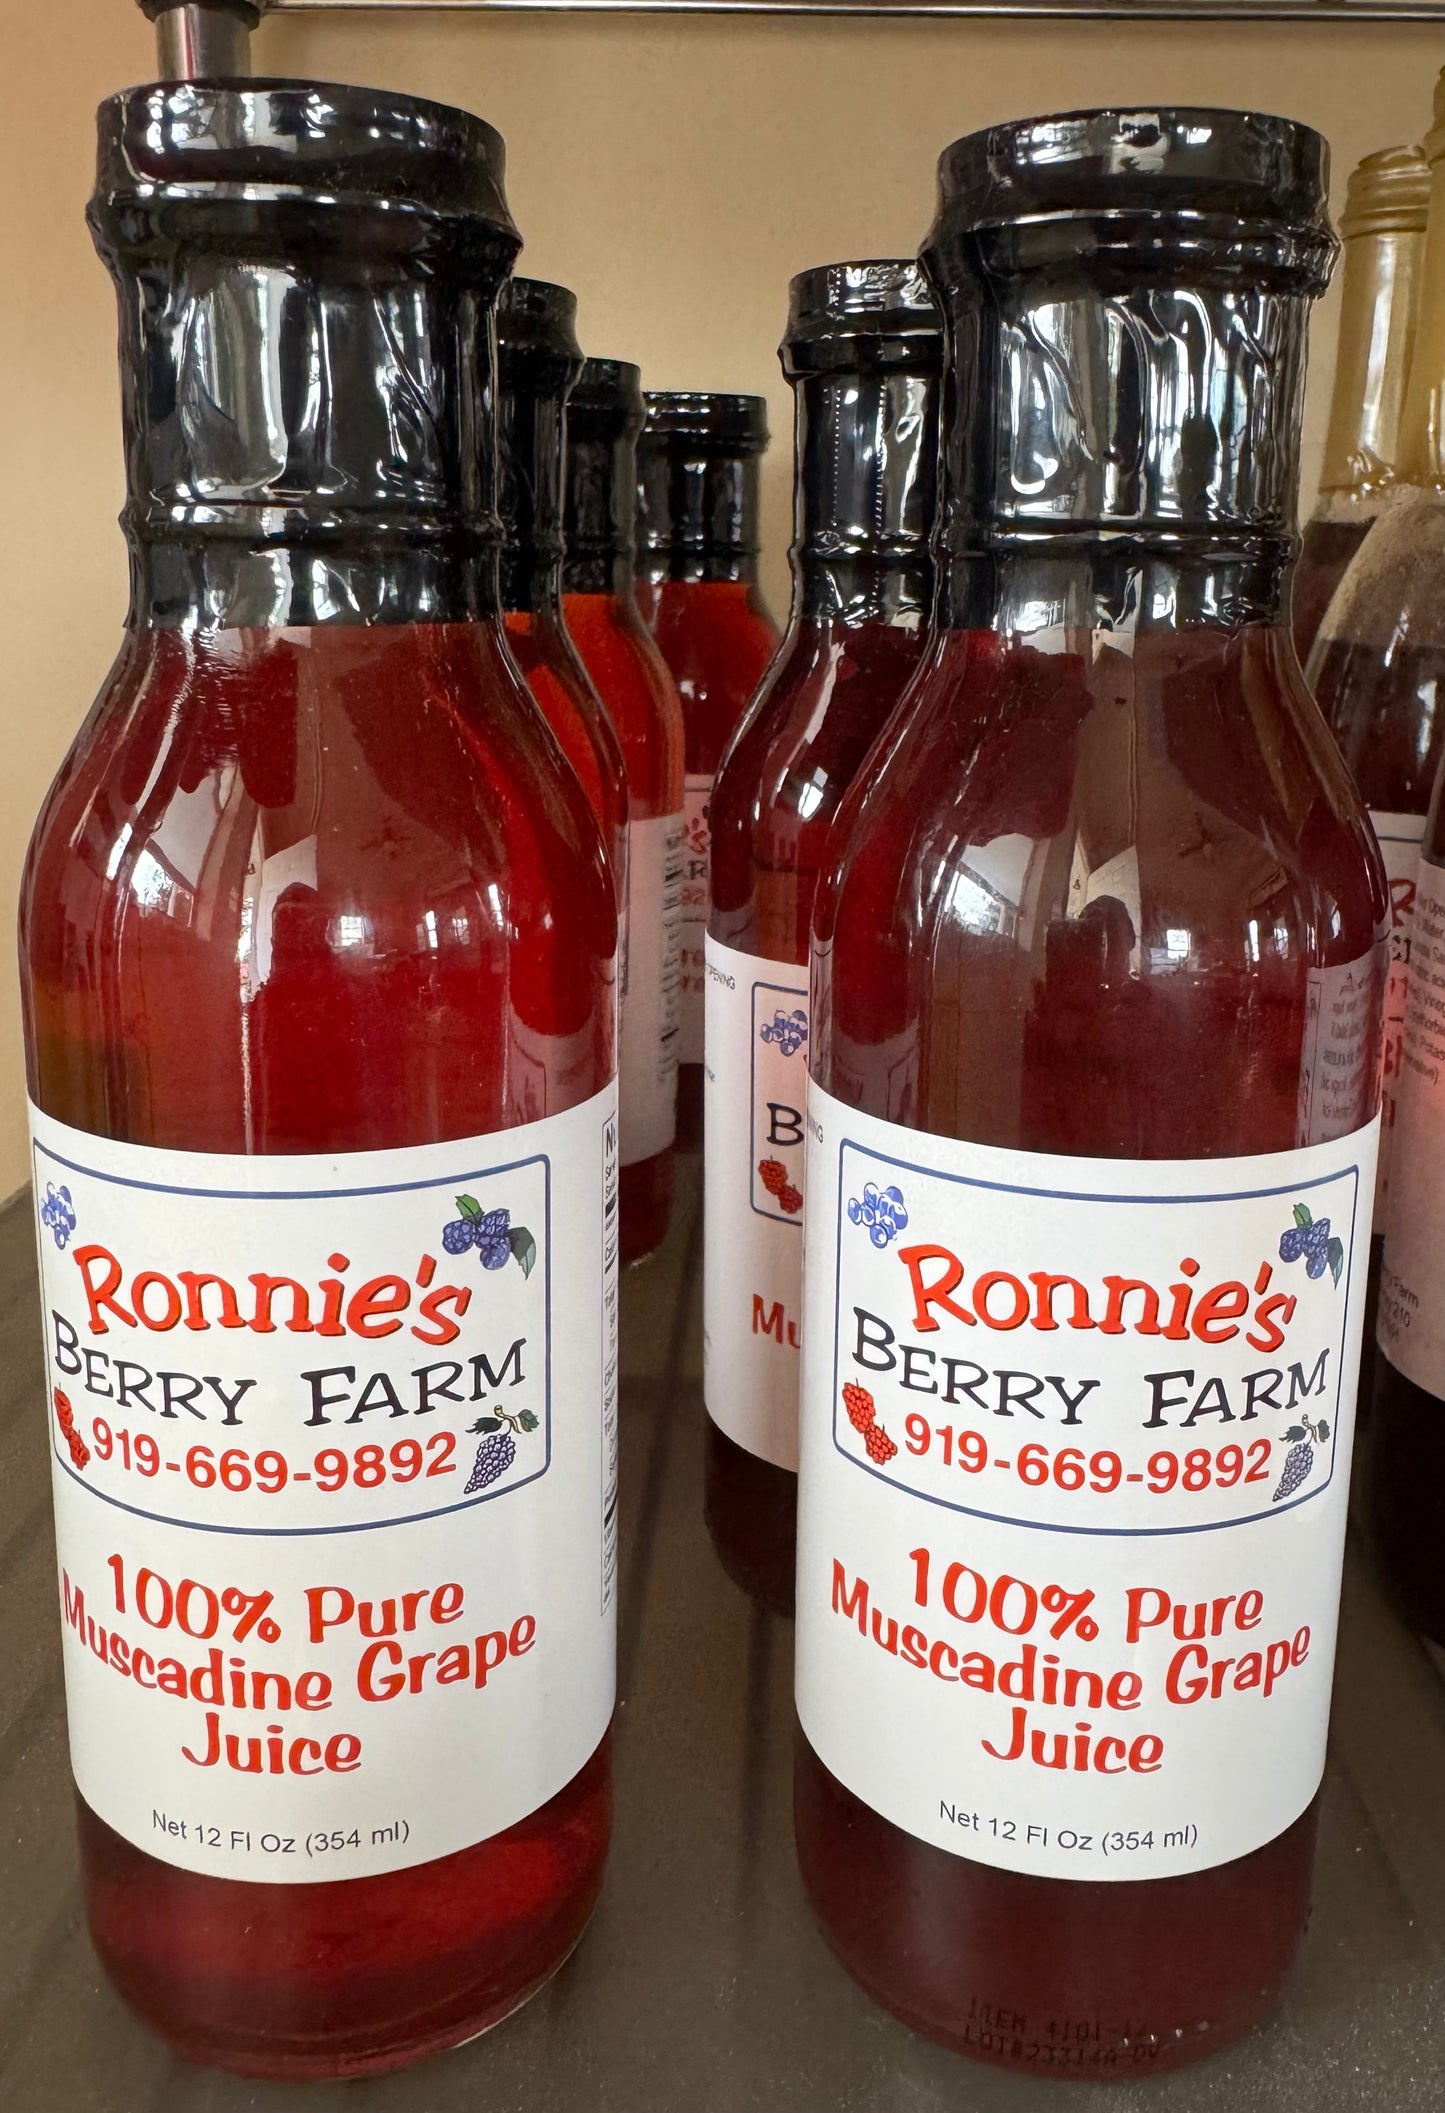 Ronnie's
BERRY FARM
919-669-9892
100% Pure
Muscadine Grape
Juice
Net 12 Fl Oz (354 ml)
Ronnie's
BERRY FARM
919-669-9892
100% Pure
Muscadine Grape
Juice
Net 12 Fl Oz (354 ml)